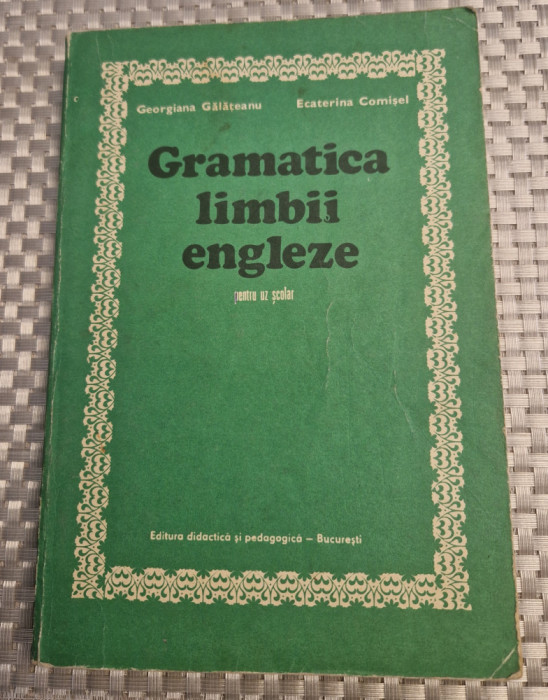 Georgiana Gălățeanu Ecaterina Comișel
Gramatica
limbii
engleze
pentru uz școlar
Editura didactică și pedagogică – București